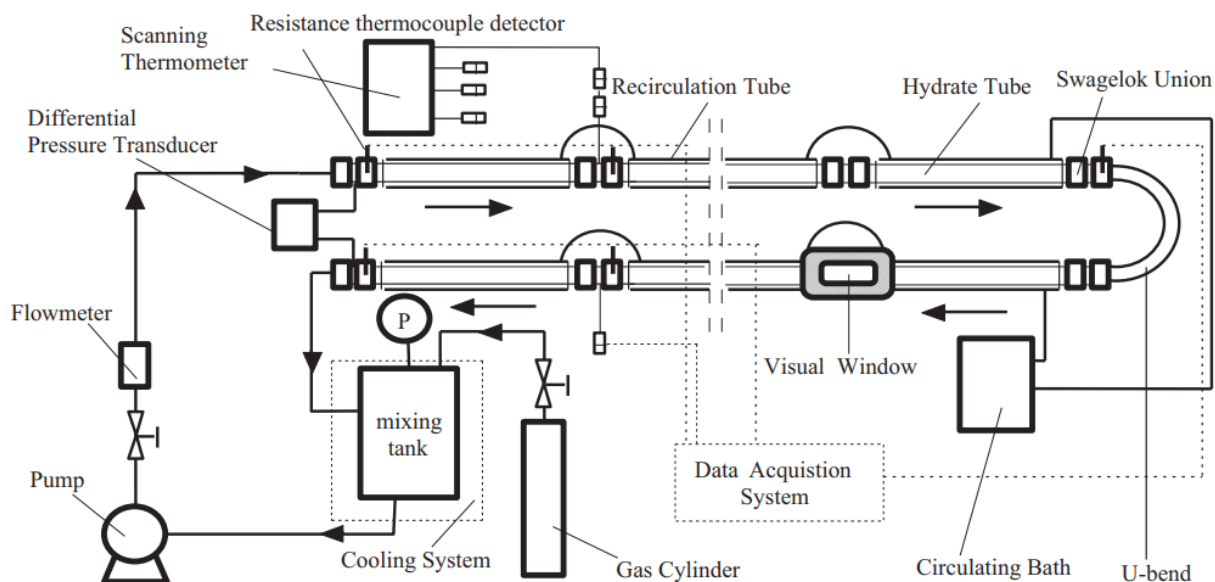 Resistance thermocouple detector
Scanning
Thermometer
Recirculation Tube
Hydrate Tube
Swagelok Union
Differential
Pressure Transducer
Flowmeter
P
Visual Window
mixing
tank
Data Acquistion
System
Pump
Cooling System
Gas Cylinder
Circulating Bath
U-bend